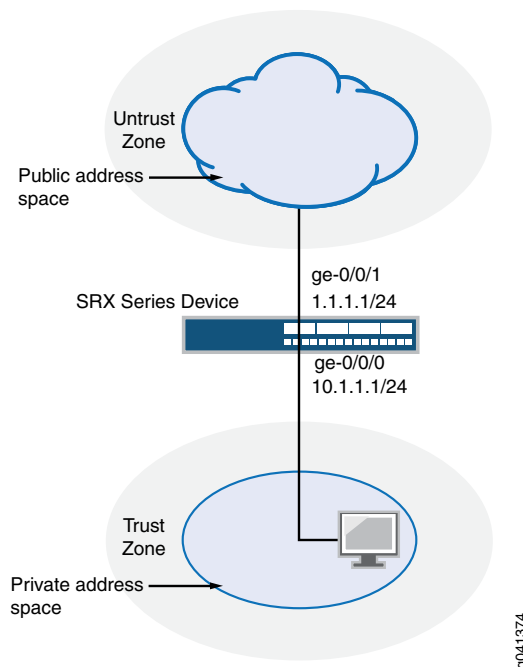 Untrust
Zone
Public address
space
ge-0/0/1
SRX Series Device
1.1.1.1/24
ge-0/0/0
10.1.1.1/24
Trust
Zone
Private address
space
g041374